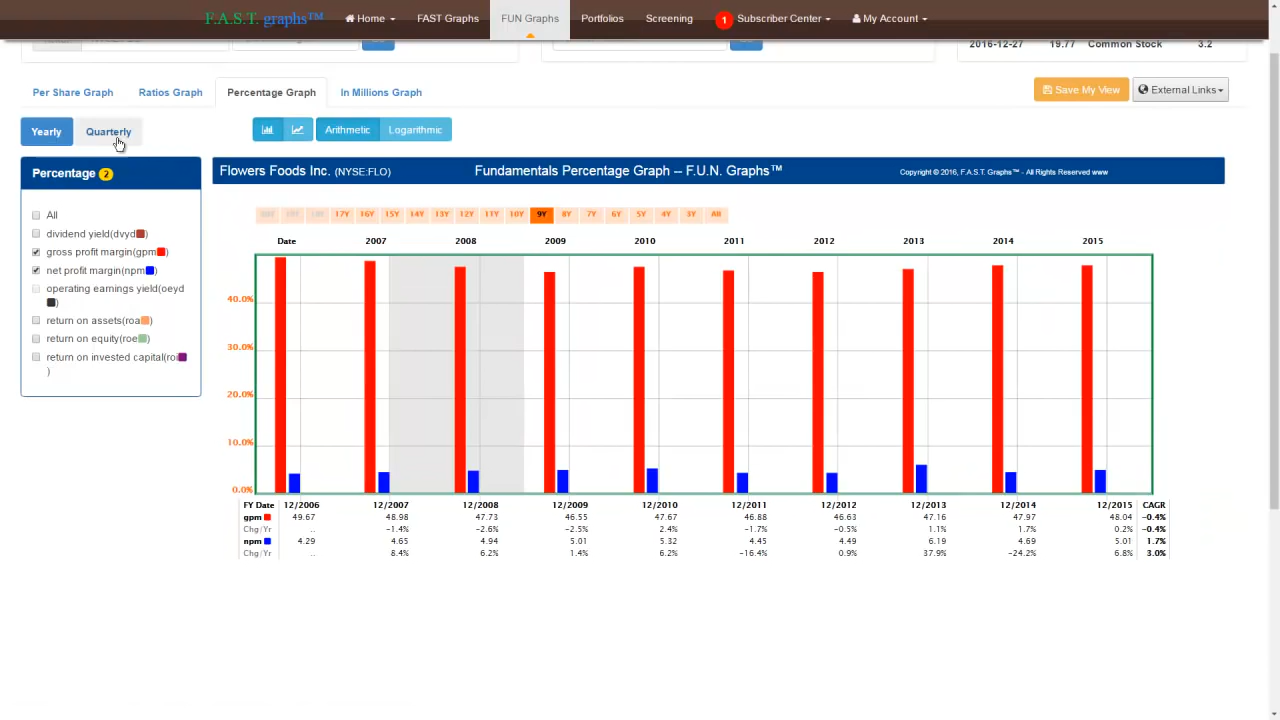 F.A.S.T. graphs™ Home FAST Graphs FUN Graphs Portfolios Screening 1 Subscriber Center My Account
2016-12-27 19.77 Common Stock 3.2
Per Share Graph Ratios Graph Percentage Graph In Millions Graph Save My View External Links
Yearly Quarterly Arithmetic Logarithmic
Percentage 2
All
dividend yield(dvyd)
gross profit margin(gpm)
net profit margin(npm)
operating earnings yield(oeyd
)
return on assets(roa)
return on equity(roe)
return on invested capital(roi
)
Flowers Foods Inc. (NYSE:FLO) Fundamentals Percentage Graph -- F.U.N. Graphs™ Copyright © 2016, F.A.S.T. Graphs™ - All Rights Reserved www
17Y 16Y 15Y 14Y 13Y 12Y 11Y 10Y 9Y 8Y 7Y 6Y 5Y 4Y 3Y All
Date 2007 2008 2009 2010 2011 2012 2013 2014 2015
40.0%
30.0%
20.0%
10.0%
0.0%
FY Date 12/2006 12/2007 12/2008 12/2009 12/2010 12/2011 12/2012 12/2013 12/2014 12/2015 CAGR
gpm 49.67 48.98 47.73 46.55 47.67 46.88 46.63 47.16 47.97 48.04 -0.4%
Chg/Yr .. -1.4% -2.6% -2.5% 2.4% -1.7% -0.5% 1.1% 1.7% 0.2% -0.4%
npm 4.29 4.65 4.94 5.01 5.32 4.45 4.49 6.19 4.69 5.01 1.7%
Chg/Yr .. 8.4% 6.2% 1.4% 6.2% -16.4% 0.9% 37.9% -24.2% 6.8% 3.0%